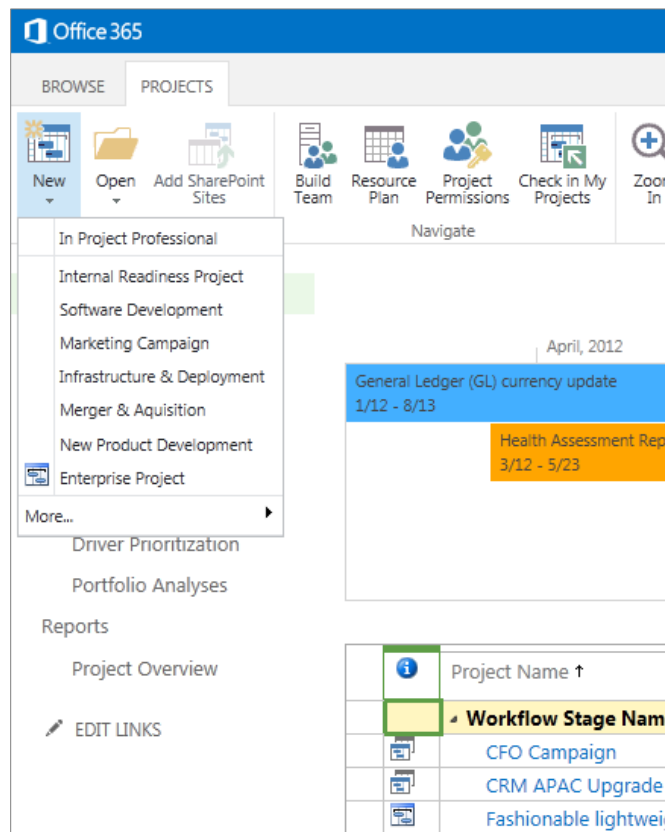 Office 365
BROWSE PROJECTS
New Open Add SharePoint Sites Build Team Resource Plan Project Permissions Check in My Projects In
Navigate
In Project Professional
Internal Readiness Project
Software Development
Marketing Campaign
Infrastructure & Deployment
Merger & Aquisition
New Product Development
Enterprise Project
More...
April, 2012
General Ledger (GL) currency update
1/12 - 8/13
Health Assessment
3/12 - 5/23
Driver Prioritization
Portfolio Analyses
Reports
Project Overview
EDIT LINKS
Project Name
Workflow Stage
CFO Campaign
CRM APAC Upgrade
Fashionable